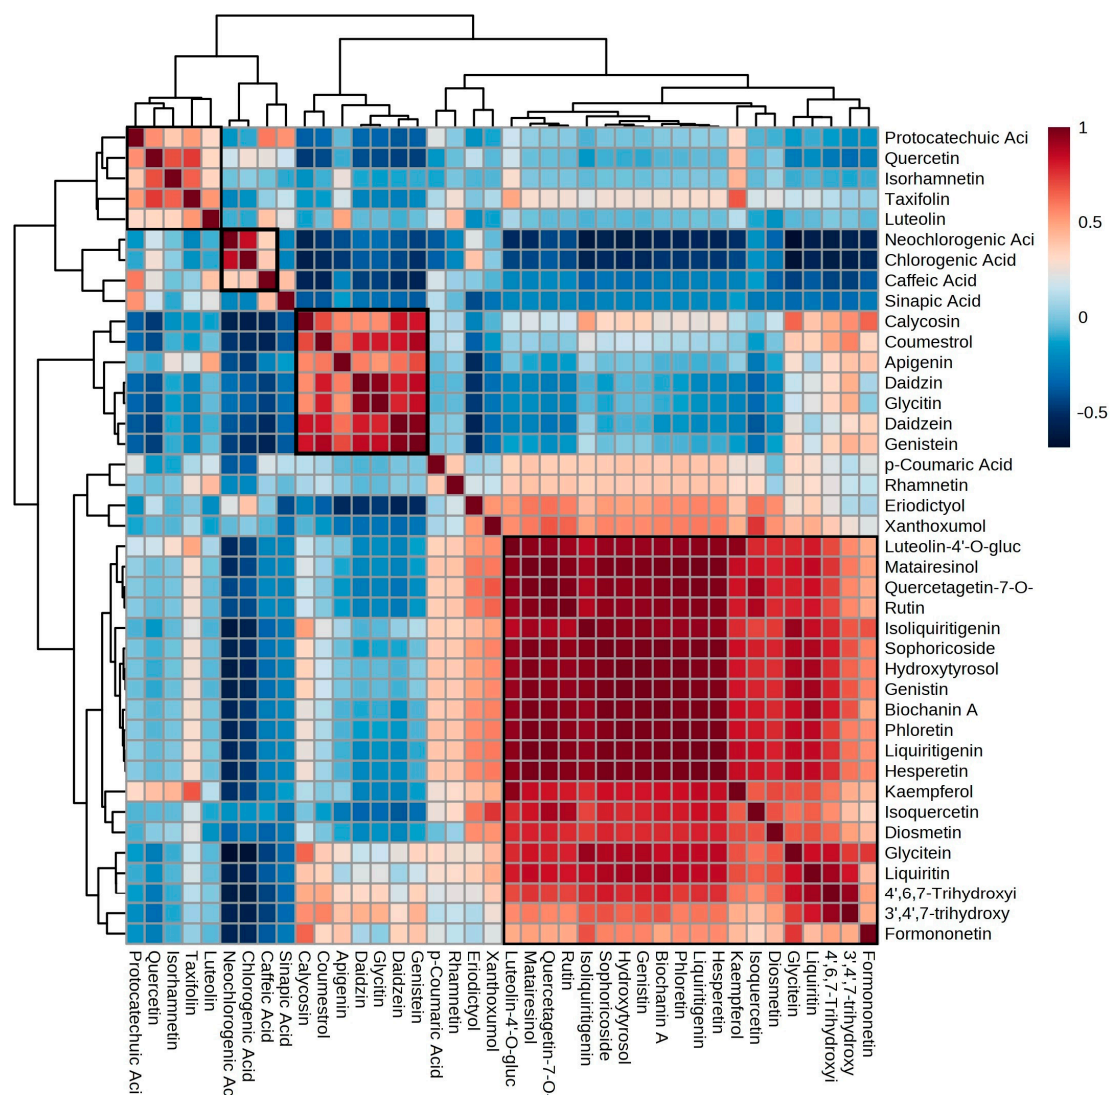 Protocatechuic Aci
Quercetin
Isorhamnetin
Taxifolin
Luteolin
Neochlorogenic Aci
Chlorogenic Acid
Caffeic Acid
Sinapic Acid
Calycosin
Coumestrol
Apigenin
Daidzin
Glycitin
Daidzein
Genistein
p-Coumaric Acid
Rhamnetin
Eriodictyol
Xanthoxumol
Luteolin-4'-O-gluc
Matairesinol
Quercetagetin-7-O-
Rutin
Isoliquiritigenin
Sophoricoside
Hydroxytyrosol
Genistin
Biochanin A
Phloretin
Liquiritigenin
Hesperetin
Kaempferol
Isoquercetin
Diosmetin
Glycitein
Liquiritin
4',6,7-Trihydroxyi
3',4',7-trihydroxy
Formononetin
1
0.5
0
−0.5
Protocatechuic Aci
Quercetin
Isorhamnetin
Taxifolin
Luteolin
Neochlorogenic Ac
Chlorogenic Acid
Caffeic Acid
Sinapic Acid
Calycosin
Coumestrol
Apigenin
Daidzin
Glycitin
Daidzein
Genistein
p-Coumaric Acid
Rhamnetin
Eriodictyol
Xanthoxumol
Luteolin-4'-O-gluc
Matairesinol
Quercetagetin-7-O-
Rutin
Isoliquiritigenin
Sophoricoside
Hydroxytyrosol
Genistin
Biochanin A
Phloretin
Liquiritigenin
Hesperetin
Kaempferol
Isoquercetin
Diosmetin
Glycitein
Liquiritin
4',6,7-Trihydroxyi
3',4',7-trihydroxy
Formononetin